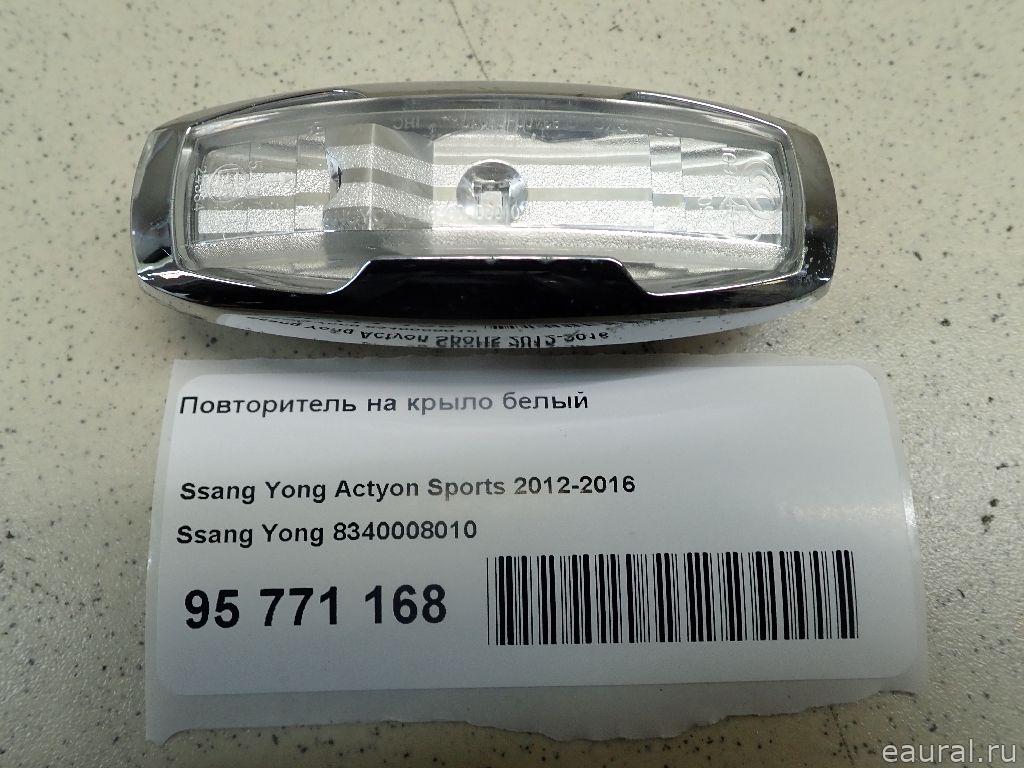 Повторитель на крыло белый
Ssang Yong Actyon Sports 2012-2016
Ssang Yong 8340008010
95 771 168
eaural.ru